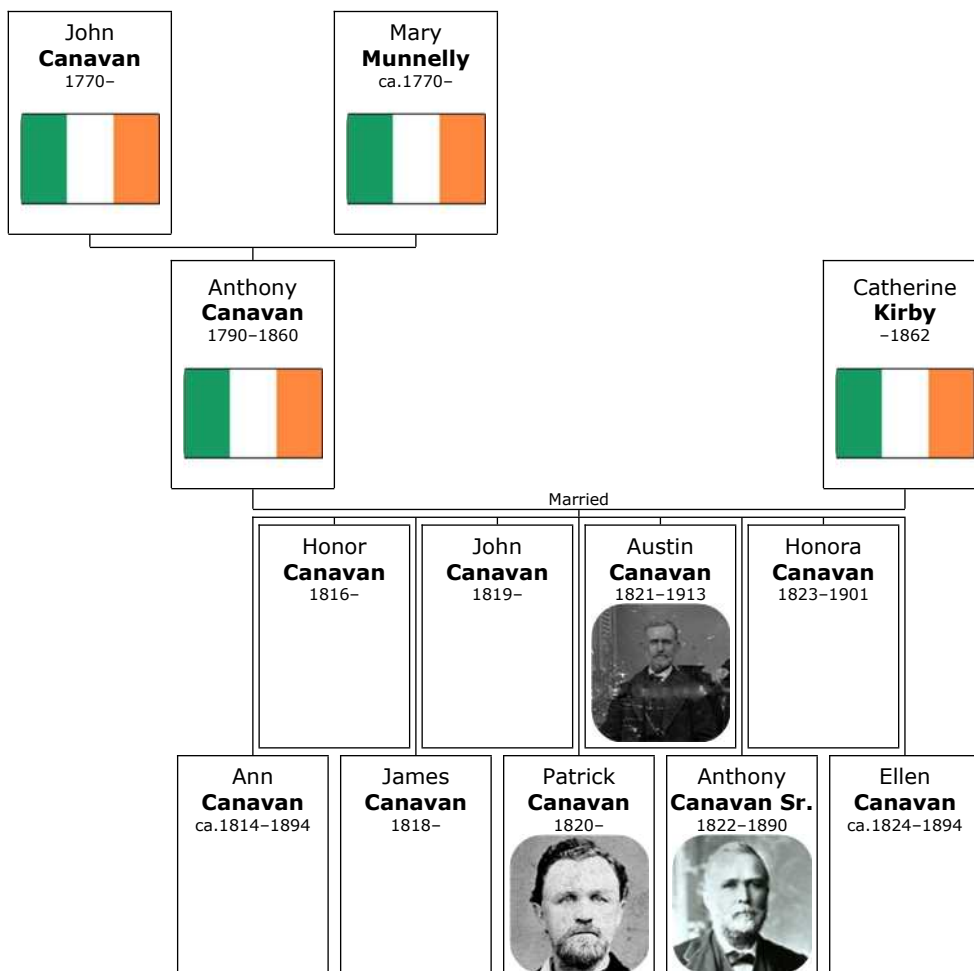 John
Canavan
1770–
Mary
Munnelly
ca.1770–
Anthony
Canavan
1790–1860
Catherine
Kirby
–1862
Married
Honor
Canavan
1816–
John
Canavan
1819–
Austin
Canavan
1821–1913
Honora
Canavan
1823–1901
Ann
Canavan
ca.1814–1894
James
Canavan
1818–
Patrick
Canavan
1820–
Anthony
Canavan Sr.
1822–1890
Ellen
Canavan
ca.1824–1894